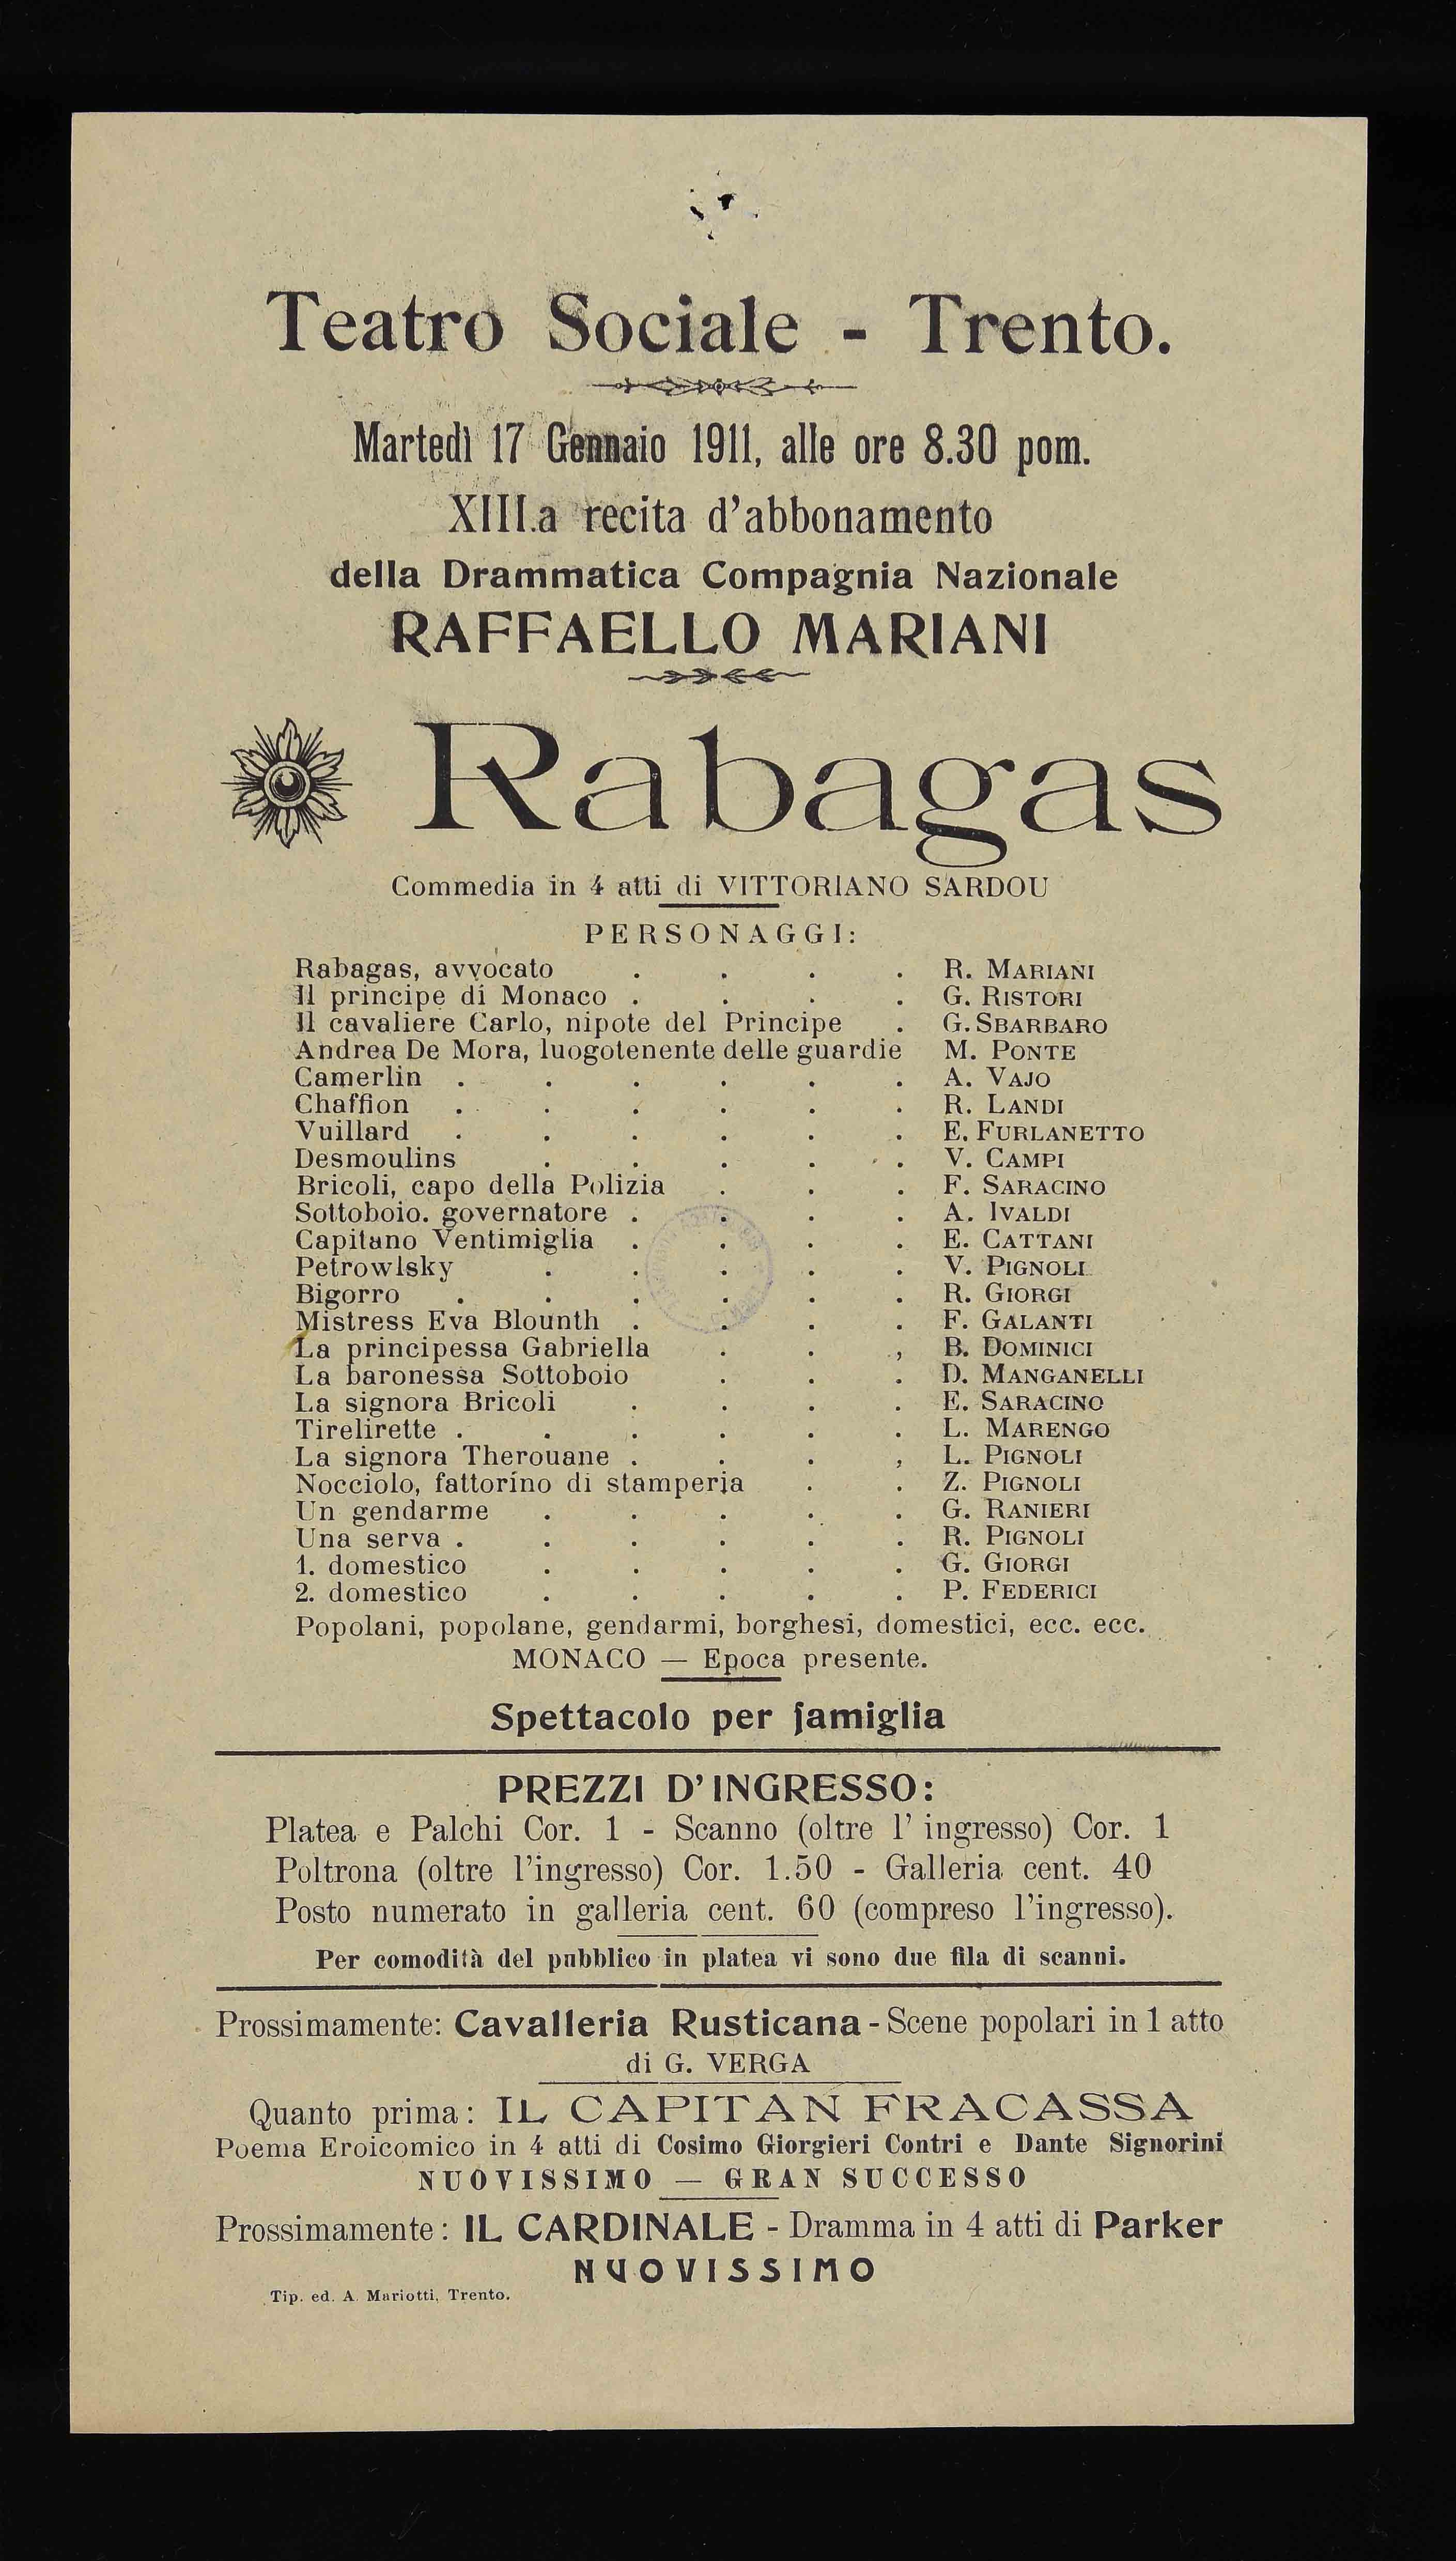 Teatro Sociale - Trento.
Martedì 17 Gennaio 1911, alle ore 8.30 pom.
XIII.a recita d'abbonamento
della Drammatica Compagnia Nazionale
RAFFAELLO MARIANI
Rabagas
Commedia in 4 atti di VITTORIANO SARDOU
PERSONAGGI:
Rabagas, avvocato . . . . R. MARIANI
Il principe di Monaco . . . . G. RISTORI
Il cavaliere Carlo, nipote del Principe . G. SBARBARO
Andrea De Mora, luogotenente delle guardie M. PONTE
Camerlin . . . . . . A. VAJO
Chaffion . . . . . . R. LANDI
Vuillard . . . . . . E. FURLANETTO
Desmoulins . . . . . V. CAMPI
Bricoli, capo della Polizia . . . F. SARACINO
Sottoboio. governatore . . . . A. IVALDI
Capitano Ventimiglia . . . . E. CATTANI
Petrowlsky . . . . . V. PIGNOLI
Bigorro . . . . . . R. GIORGI
Mistress Eva Blounth . . . . F. GALANTI
La principessa Gabriella . . , B. DOMINICI
La baronessa Sottoboio . . . D. MANGANELLI
La signora Bricoli . . . . E. SARACINO
Tirelirette . . . . . . L. MARENGO
La signora Therouane . . . , L. PIGNOLI
Nocciolo, fattorino di stamperia . . Z. PIGNOLI
Un gendarme . . . . . G. RANIERI
Una serva . . . . . . R. PIGNOLI
1. domestico . . . . . G. GIORGI
2. domestico . . . . . P. FEDERICI
Popolani, popolane, gendarmi, borghesi, domestici, ecc. ecc.
MONACO — Epoca presente.
Spettacolo per famiglia
PREZZI D'INGRESSO:
Platea e Palchi Cor. 1 - Scanno (oltre l' ingresso) Cor. 1
Poltrona (oltre l'ingresso) Cor. 1.50 - Galleria cent. 40
Posto numerato in galleria cent. 60 (compreso l'ingresso).
Per comodità del pubblico in platea vi sono due fila di scanni.
Prossimamente: Cavalleria Rusticana - Scene popolari in 1 atto
di G. VERGA
Quanto prima: IL CAPITAN FRACASSA
Poema Eroicomico in 4 atti di Cosimo Giorgieri Contri e Dante Signorini
NUOVISSIMO — GRAN SUCCESSO
Prossimamente: IL CARDINALE - Dramma in 4 atti di Parker
NUOVISSIMO
Tip. ed. A. Mariotti, Trento.